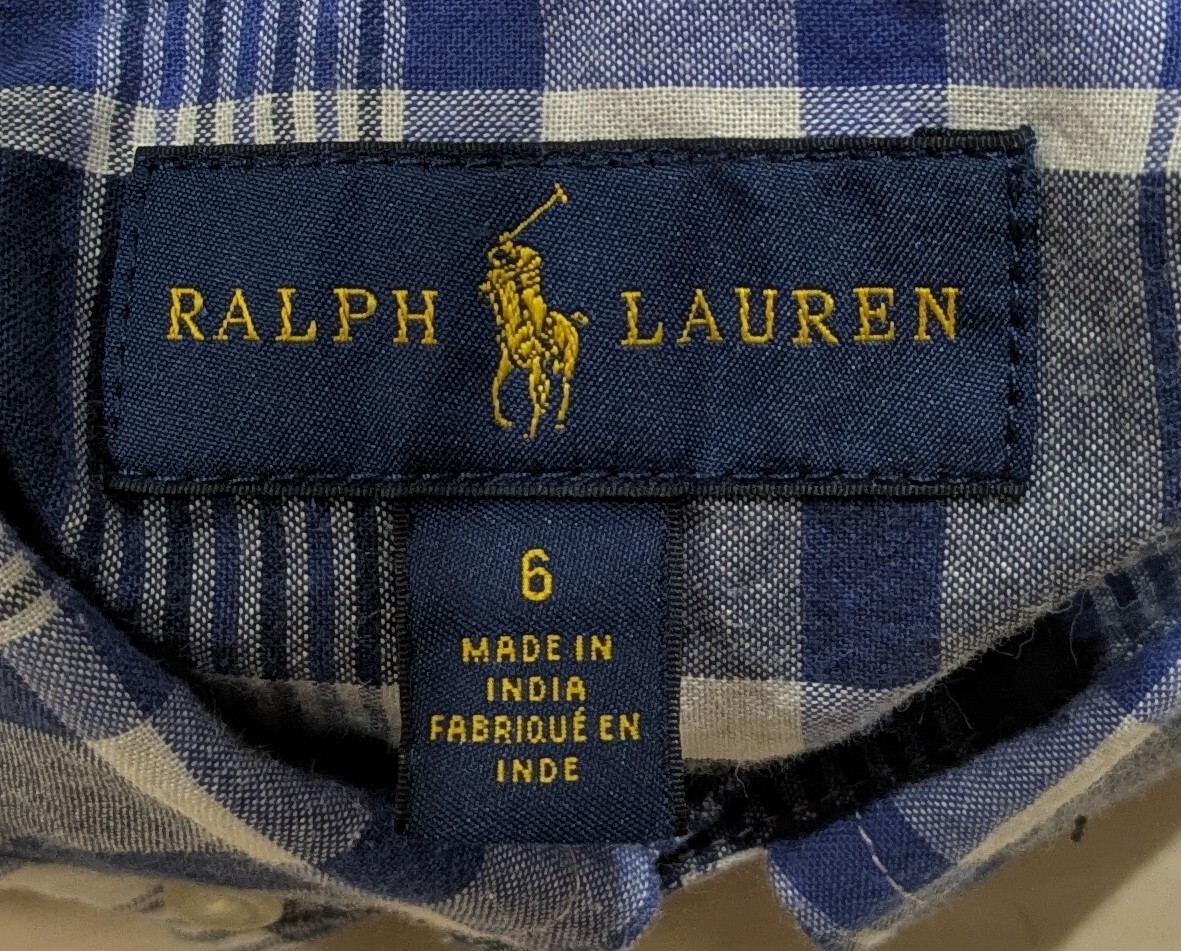 RALPH LAUREN
6
MADE IN
INDIA
FABRIQUÉ EN
INDE